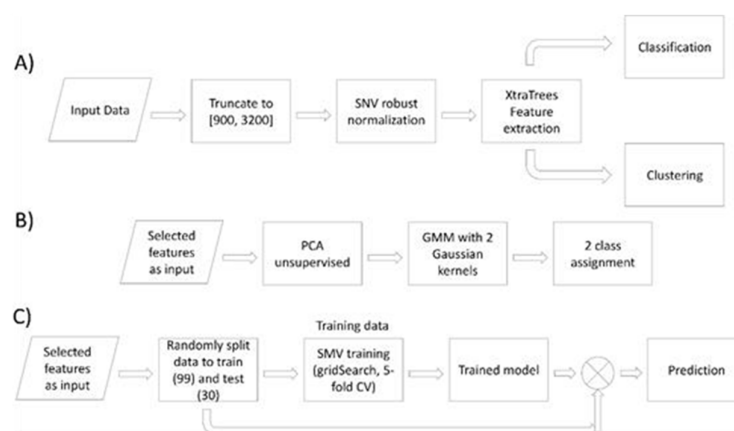 A)
Input Data
Truncate to
[900, 3200]
SNV robust
normalization
XtraTrees
Feature
extraction
Classification
Clustering
B)
Selected
features
as input
PCA
unsupervised
GMM with 2
Gaussian
kernels
2 class
assignment
C)
Selected
features
as input
Randomly split
data to train
(99) and test
(30)
Training data
SMV training
(gridSearch, 5-
fold CV)
Trained model
Prediction